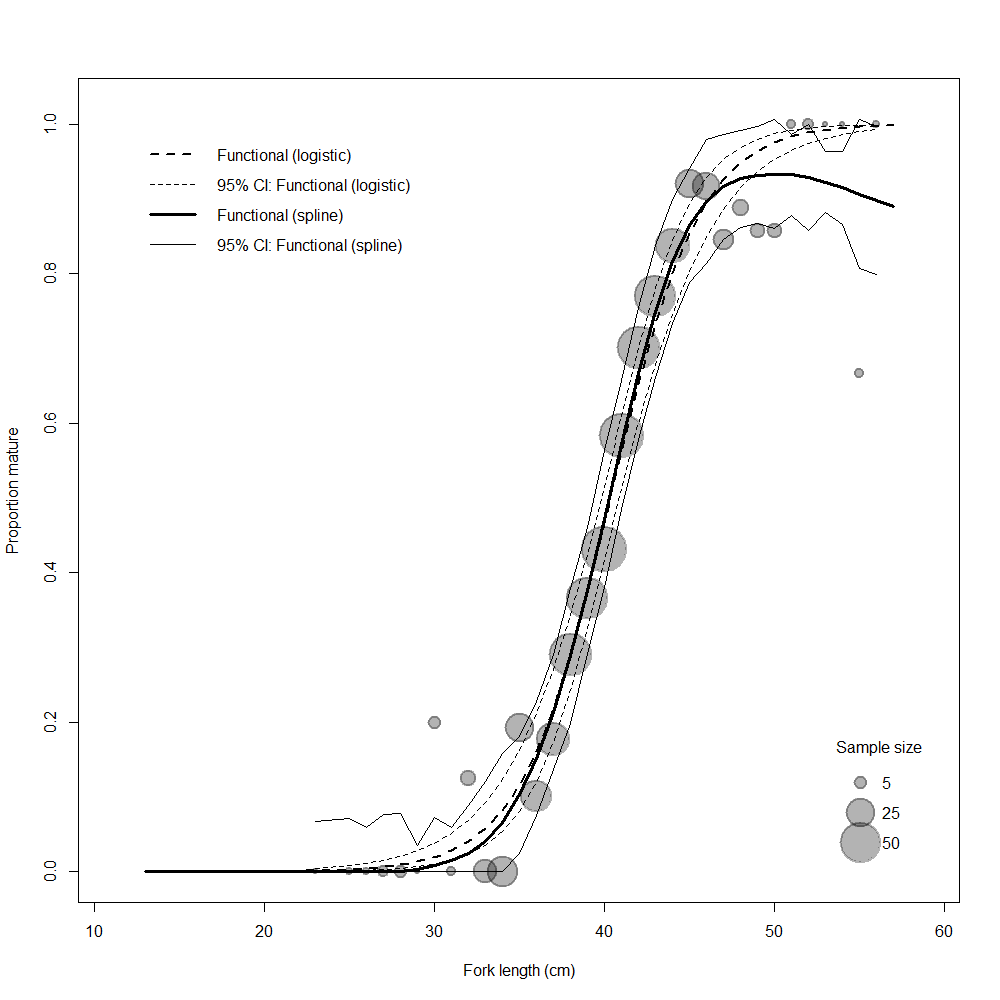 Functional (logistic)
95% CI: Functional (logistic)
Functional (spline)
95% CI: Functional (spline)
Proportion mature
1.0
0.8
0.6
0.4
0.2
0.0
Sample size
5
25
50
10 20 30 40 50 60
Fork length (cm)